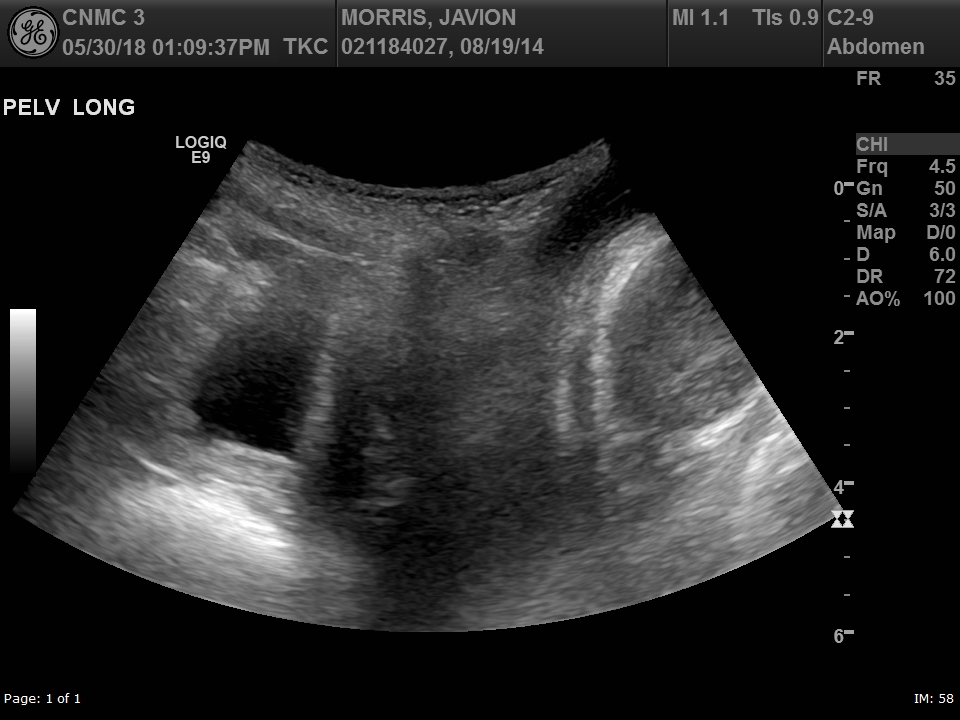 CNMC 3
05/30/18 01:09:37PM TKC
MORRIS, JAVION
021184027, 08/19/14
MI 1.1 TIs 0.9
C2-9
Abdomen
FR 35
PELV LONG
LOGIQ
E9
CHI
Frq 4.5
Gn 50
S/A 3/3
Map D/0
D 6.0
DR 72
AO% 100
0
2
4
6
Page: 1 of 1
IM: 58